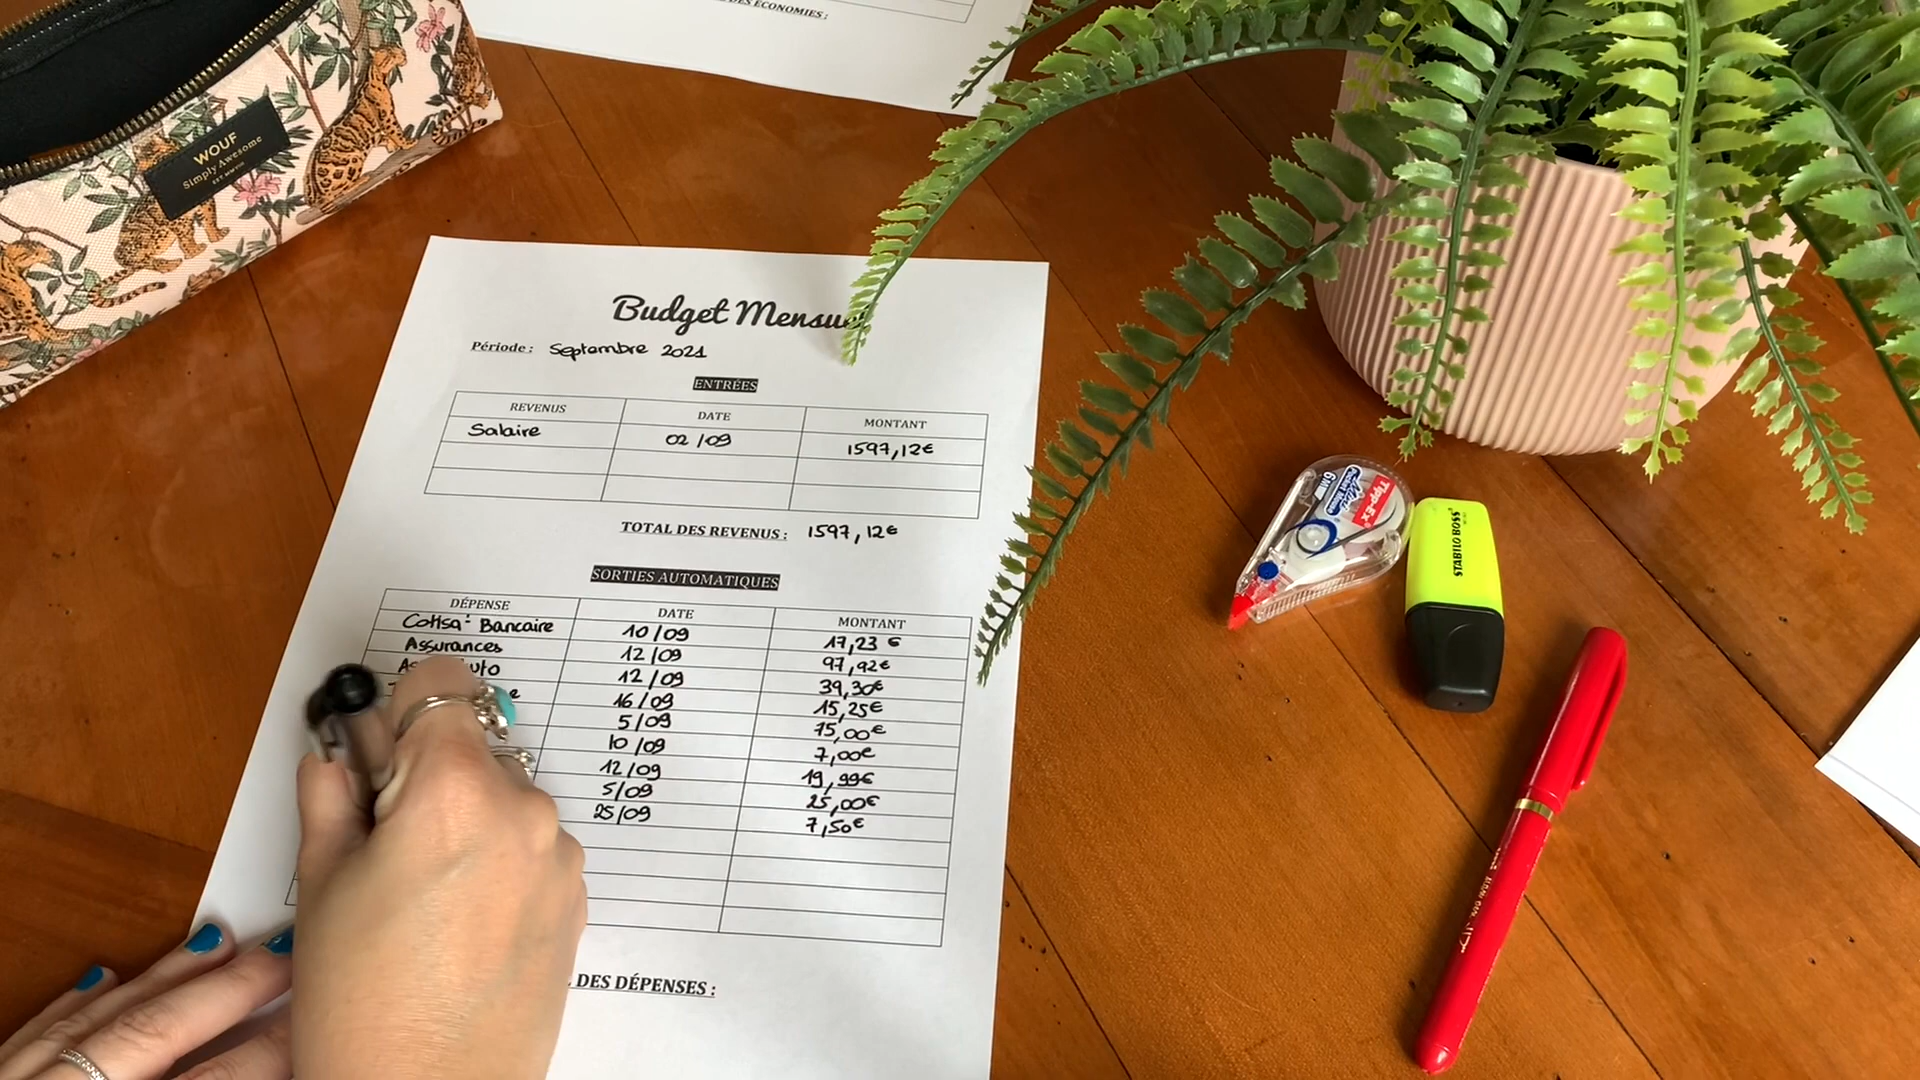 DES ÉCONOMIES :
WOUF
Simply Awesome
Budget Mensuel
Période : Septembre 2021
ENTRÉES
REVENUS DATE MONTANT
Salaire 02/09 1597,12€
TOTAL DES REVENUS : 1597,12€
SORTIES AUTOMATIQUES
DÉPENSE DATE MONTANT
Cotisa° Bancaire 10/09 17,23 €
Assurances 12/09 97,92€
12/09 39,30€
16/09 15,25€
5/09 75,00€
10/09 7,00€
12/09 19,99€
5/09 25,00€
25/09 7,50€
DES DÉPENSES :
Tipp-Ex
STABILO BOSS